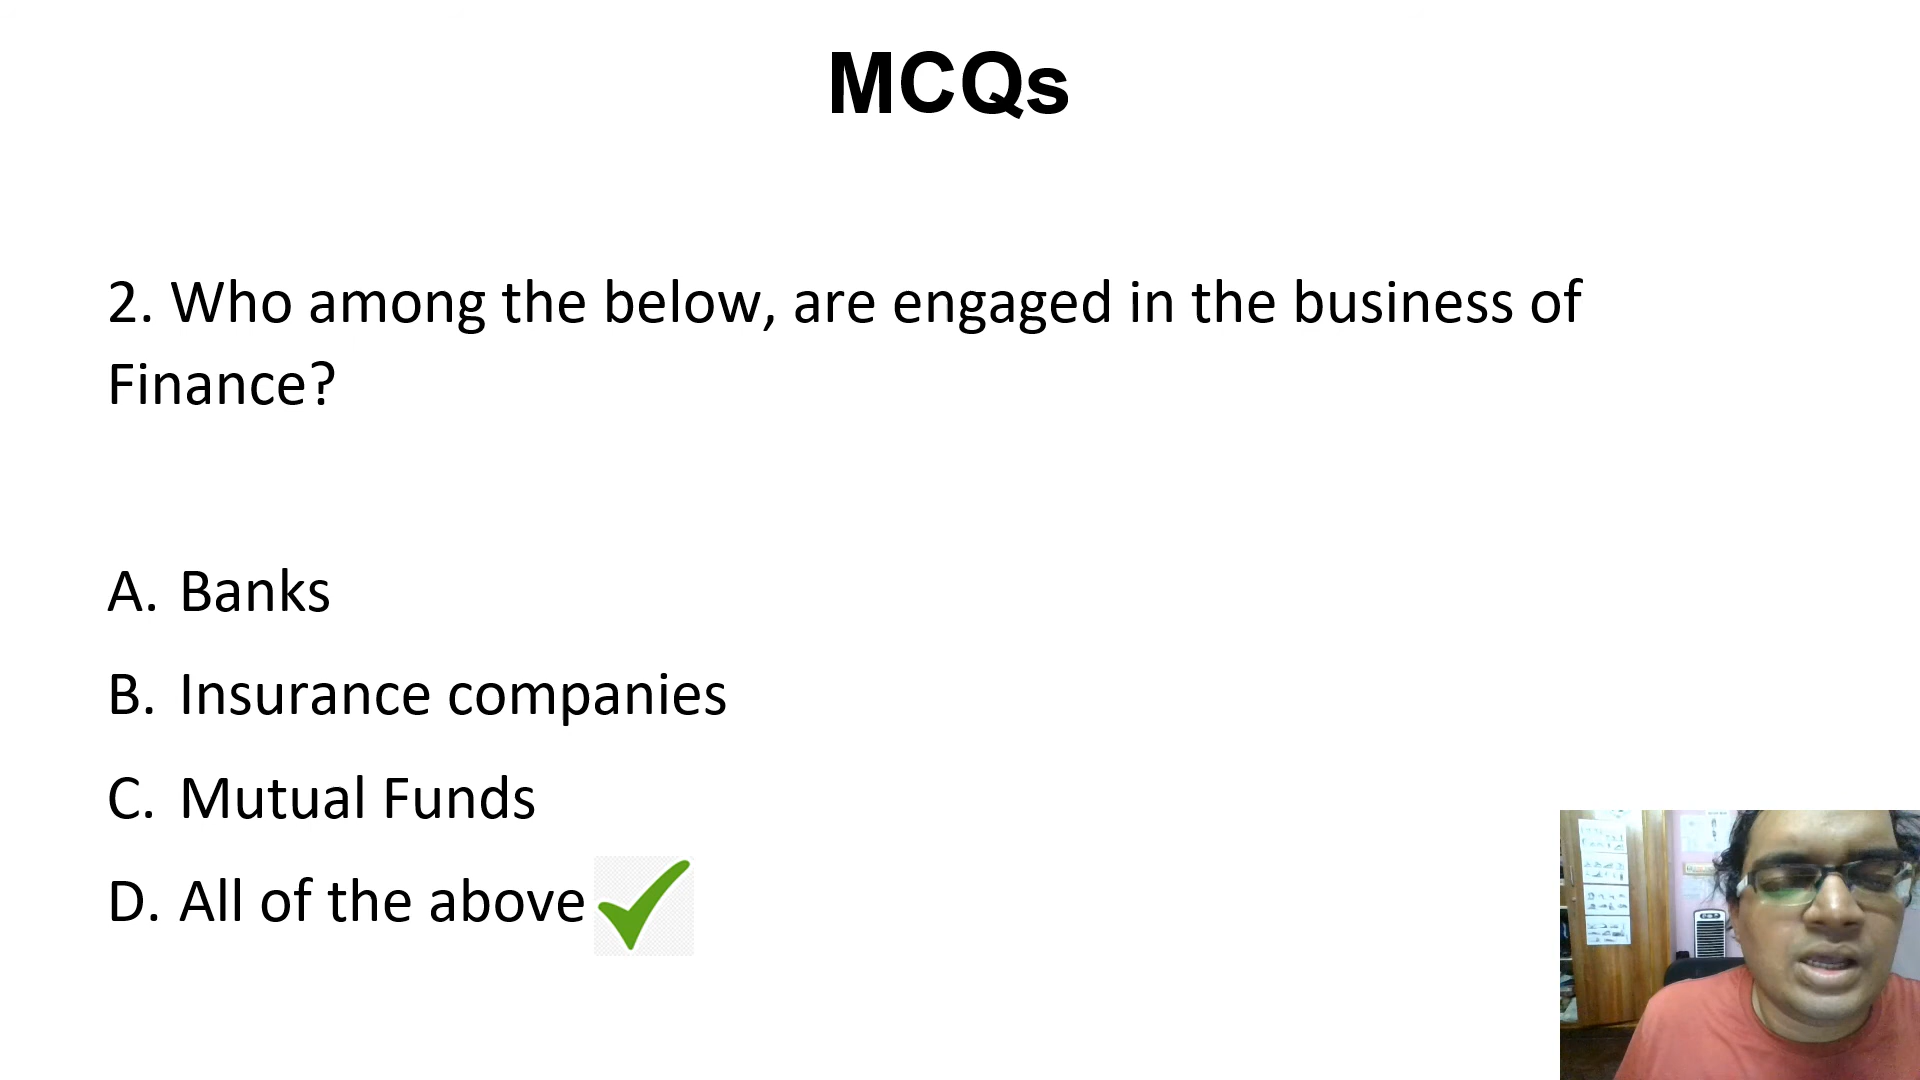 MCQs
2. Who among the below, are engaged in the business of
Finance?
A. Banks
B. Insurance companies
C. Mutual Funds
D. All of the above